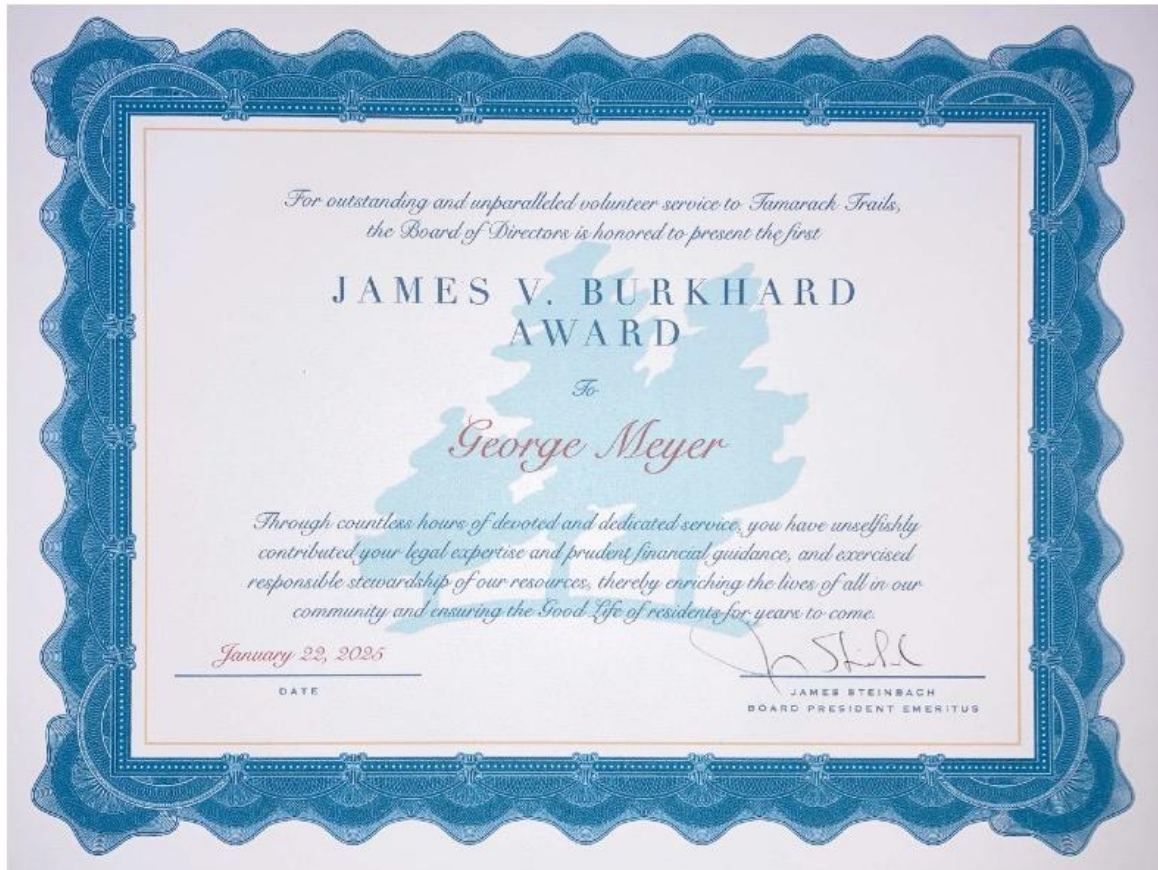 For outstanding and unparalleled volunteer service to Tamarack Trails,
the Board of Directors is honored to present the first
JAMES V. BURKHARD
AWARD
To
George Meyer
Through countless hours of devoted and dedicated service, you have unselfishly
contributed your legal expertise and prudent financial guidance, and exercised
responsible stewardship of our resources, thereby enriching the lives of all in our
community and ensuring the Good Life of residents for years to come.
January 22, 2025
DATE
JAMES STEINBACH
BOARD PRESIDENT EMERITUS